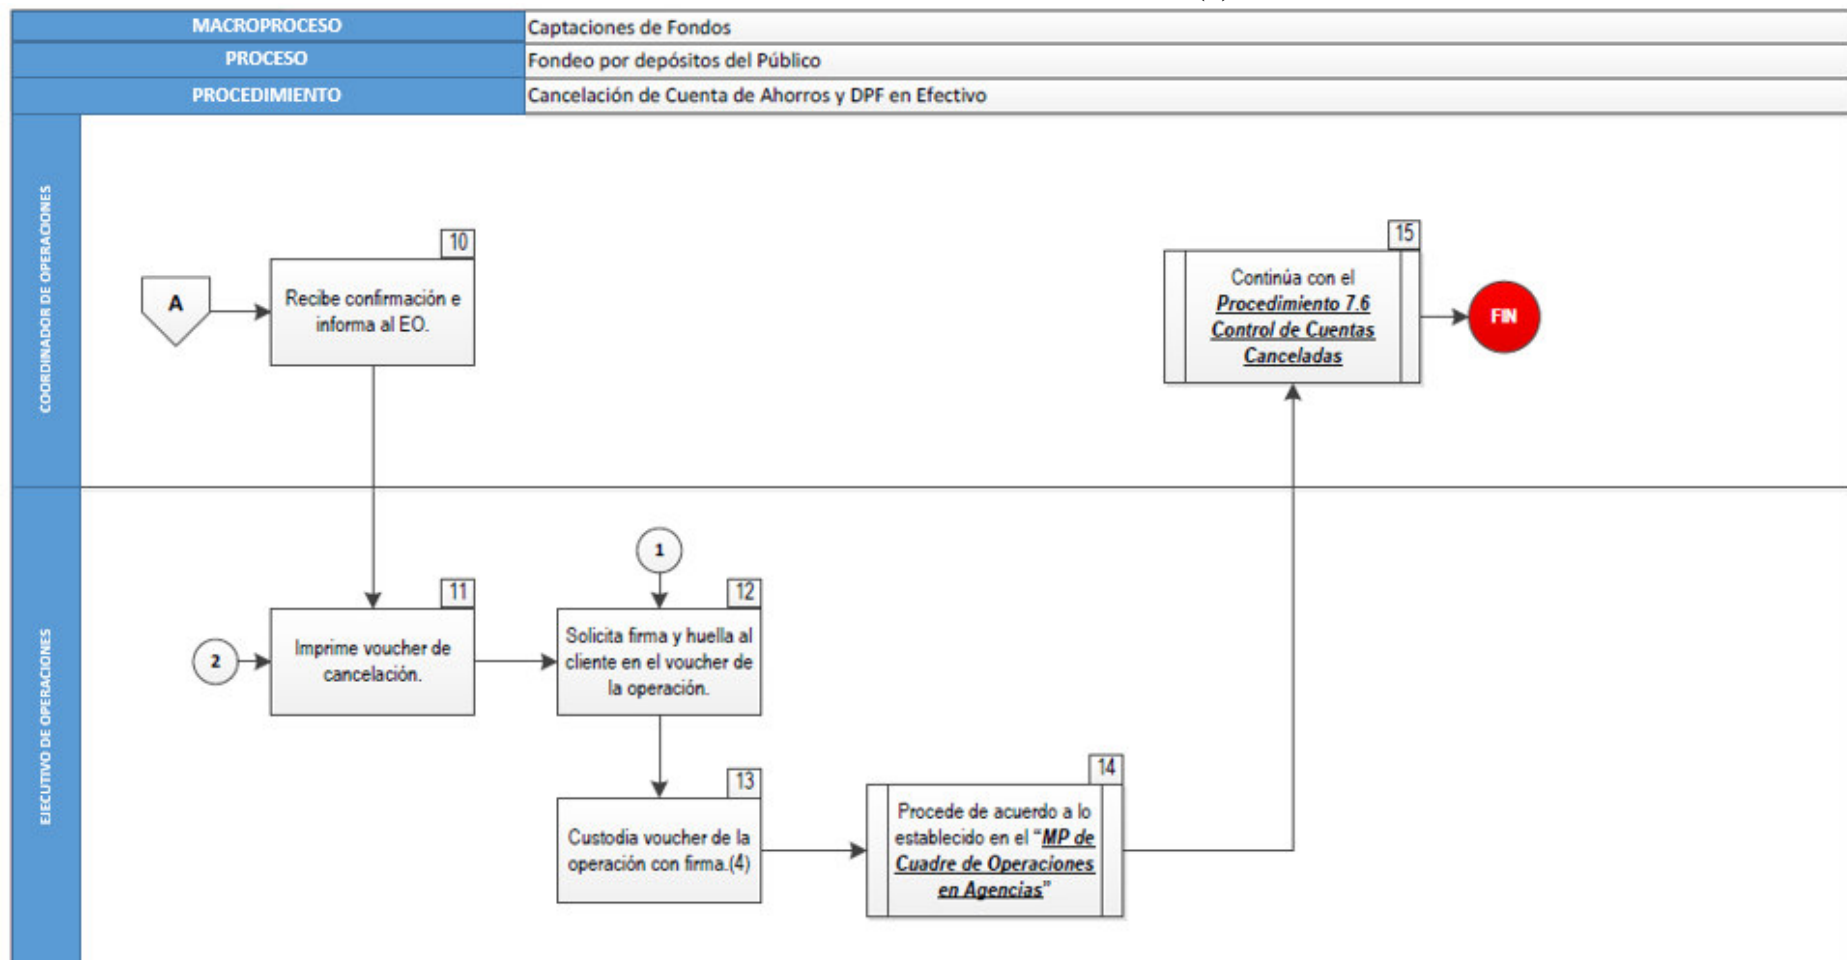 MACROPROCESO
Captaciones de Fondos
PROCESO
Fondeo por depósitos del Público
PROCEDIMIENTO
Cancelación de Cuenta de Ahorros y DPF en Efectivo
COORDINADOR DE OPERACIONES
A
10
Recibe confirmación e
informa al EO.
15
Continúa con el
Procedimiento 7.6
Control de Cuentas
Canceladas
FIN
EJECUTIVO DE OPERACIONES
2
11
Imprime voucher de
cancelación.
1
12
Solicita firma y huella al
cliente en el voucher de
la operación.
13
Custodia voucher de la
operación con firma.(4)
14
Procede de acuerdo a lo
establecido en el “MP de
Cuadre de Operaciones
en Agencias”